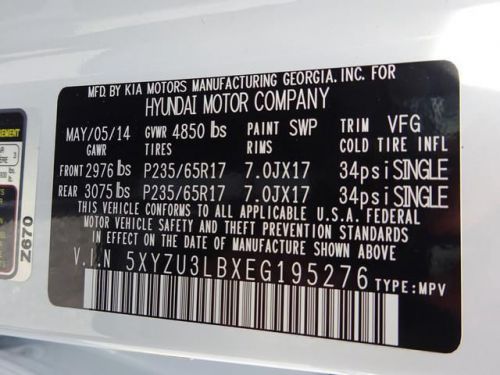 MFD. BY KIA MOTORS MANUFACTURING GEORGIA. INC. FOR
HYUNDAI MOTOR COMPANY
MAY/05/14 GVWR 4850 lbs PAINT SWP TRIM VFG
GAWR TIRES RIMS COLD TIRE INFL
FRONT 2976 lbs P235/65R17 7.0JX17 34psi SINGLE
REAR 3075 lbs P235/65R17 7.0JX17 34psi SINGLE
THIS VEHICLE CONFORMS TO ALL APPLICABLE U.S.A. FEDERAL
MOTOR VEHICLE SAFETY AND THEFT PREVENTION STANDARDS
IN EFFECT ON THE DATE OF MANUFACTURE SHOWN ABOVE.
V.I.N 5XYZU3LBXEG195276 TYPE: MPV
Z670